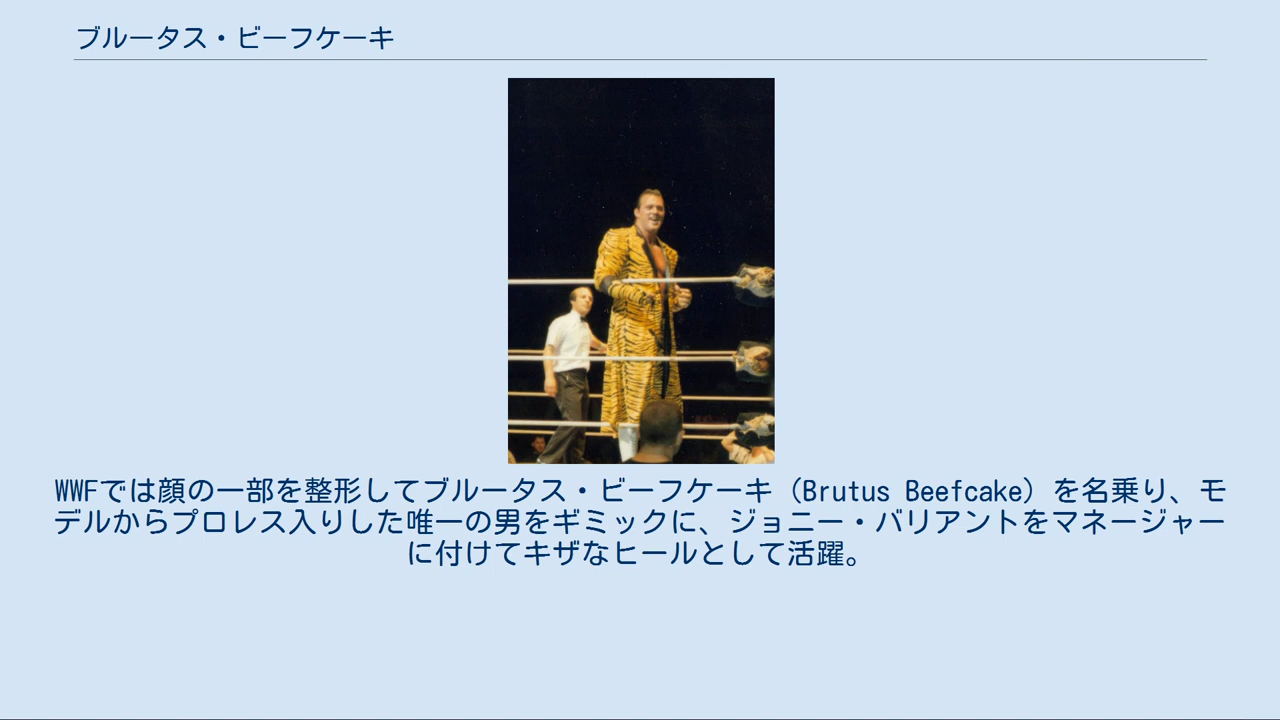 ブルータス・ビーフケーキ
WWFでは顔の一部を整形してブルータス・ビーフケーキ（Brutus Beefcake）を名乗り、モ
デルからプロレス入りした唯一の男をギミックに、ジョニー・バリアントをマネージャー
に付けてキザなヒールとして活躍。